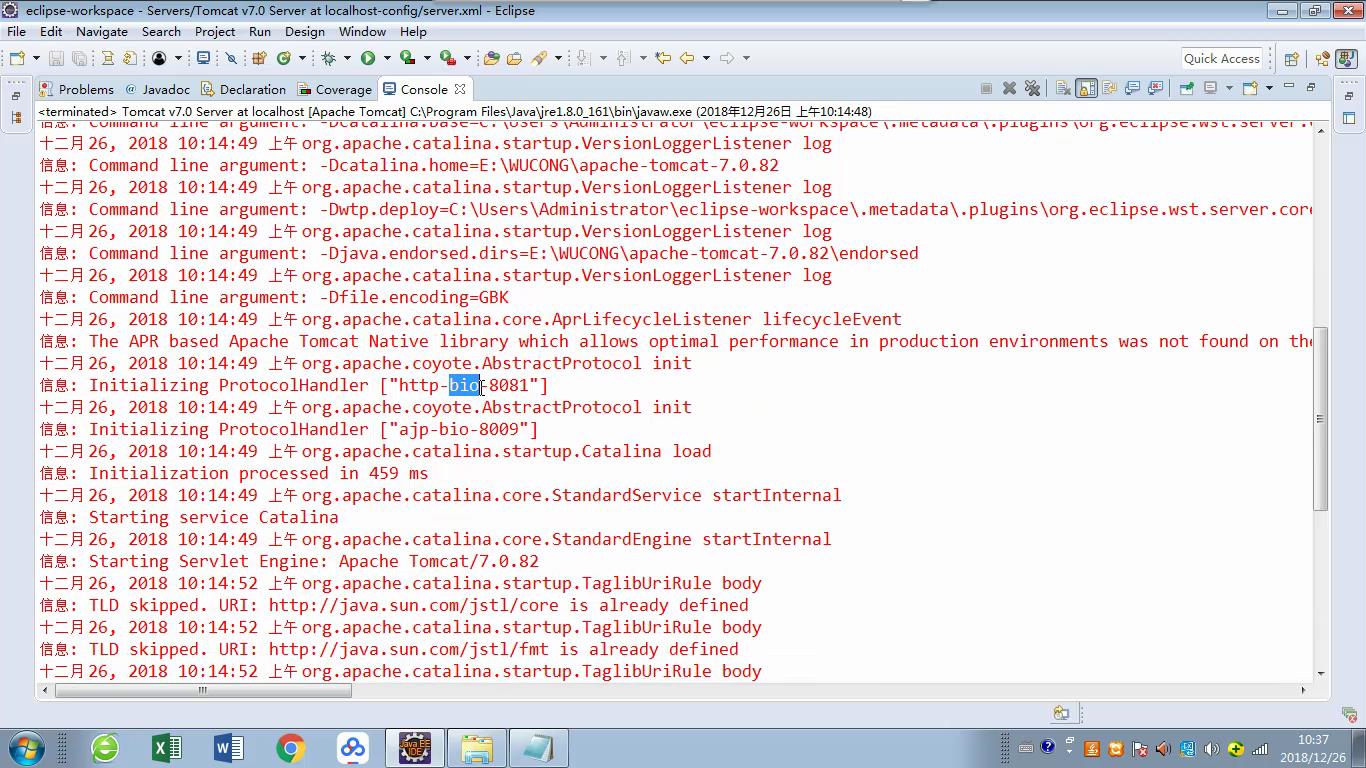 eclipse-workspace - Servers/Tomcat v7.0 Server at localhost-config/server.xml - Eclipse
File Edit Navigate Search Project Run Design Window Help
Quick Access
Problems @ Javadoc Declaration Coverage Console
<terminated> Tomcat v7.0 Server at localhost [Apache Tomcat] C:\Program Files\Java\jre1.8.0_161\bin\javaw.exe (2018年12月26日 上午10:14:48)
信息: Command line argument: -Dcatalina.base=C:\Users\Administrator\eclipse-workspace\.metadata\.plugins\org.eclipse.wst.server.
十二月 26, 2018 10:14:49 上午 org.apache.catalina.startup.VersionLoggerListener log
信息: Command line argument: -Dcatalina.home=E:\WUCONG\apache-tomcat-7.0.82
十二月 26, 2018 10:14:49 上午 org.apache.catalina.startup.VersionLoggerListener log
信息: Command line argument: -Dwtp.deploy=C:\Users\Administrator\eclipse-workspace\.metadata\.plugins\org.eclipse.wst.server.core
十二月 26, 2018 10:14:49 上午 org.apache.catalina.startup.VersionLoggerListener log
信息: Command line argument: -Djava.endorsed.dirs=E:\WUCONG\apache-tomcat-7.0.82\endorsed
十二月 26, 2018 10:14:49 上午 org.apache.catalina.startup.VersionLoggerListener log
信息: Command line argument: -Dfile.encoding=GBK
十二月 26, 2018 10:14:49 上午 org.apache.catalina.core.AprLifecycleListener lifecycleEvent
信息: The APR based Apache Tomcat Native library which allows optimal performance in production environments was not found on the
十二月 26, 2018 10:14:49 上午 org.apache.coyote.AbstractProtocol init
信息: Initializing ProtocolHandler ["http-bio-8081"]
十二月 26, 2018 10:14:49 上午 org.apache.coyote.AbstractProtocol init
信息: Initializing ProtocolHandler ["ajp-bio-8009"]
十二月 26, 2018 10:14:49 上午 org.apache.catalina.startup.Catalina load
信息: Initialization processed in 459 ms
十二月 26, 2018 10:14:49 上午 org.apache.catalina.core.StandardService startInternal
信息: Starting service Catalina
十二月 26, 2018 10:14:49 上午 org.apache.catalina.core.StandardEngine startInternal
信息: Starting Servlet Engine: Apache Tomcat/7.0.82
十二月 26, 2018 10:14:52 上午 org.apache.catalina.startup.TaglibUriRule body
信息: TLD skipped. URI: http://java.sun.com/jstl/core is already defined
十二月 26, 2018 10:14:52 上午 org.apache.catalina.startup.TaglibUriRule body
信息: TLD skipped. URI: http://java.sun.com/jstl/fmt is already defined
十二月 26, 2018 10:14:52 上午 org.apache.catalina.startup.TaglibUriRule body
Java EE
IDE
10:37
2018/12/26